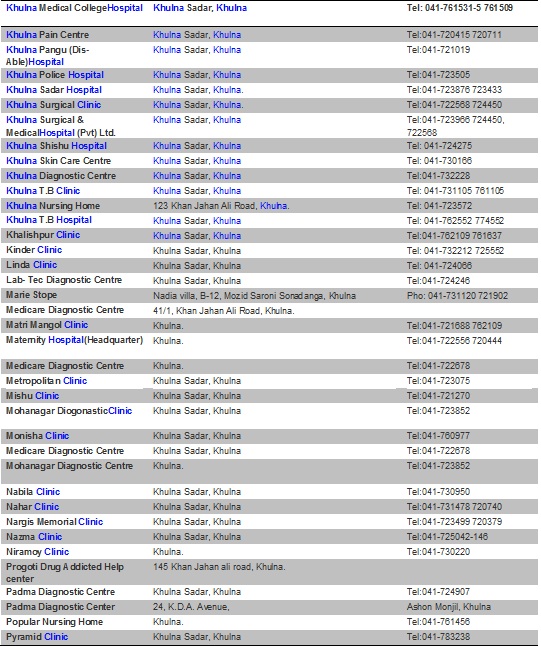 Khulna Medical CollegeHospital Khulna Sadar, Khulna Tel: 041-761531-5 761509
Khulna Pain Centre Khulna Sadar, Khulna Tel:041-720415 720711
Khulna Pangu (Dis- Khulna Sadar, Khulna Tel:041-721019
Able)Hospital
Khulna Police Hospital Khulna Sadar, Khulna Tel:041-723505
Khulna Sadar Hospital Khulna Sadar, Khulna. Tel:041-723876 723433
Khulna Surgical Clinic Khulna Sadar, Khulna. Tel:041-722568 724450
Khulna Surgical & Khulna Sadar, Khulna. Tel:041-723966 724450,
MedicalHospital (Pvt) Ltd. 722568
Khulna Shishu Hospital Khulna Sadar, Khulna Tel: 041-724275
Khulna Skin Care Centre Khulna Sadar, Khulna Tel: 041-730166
Khulna Diagnostic Centre Khulna Sadar, Khulna Tel: 041-732228
Khulna T.B Clinic Khulna Sadar, Khulna Tel:041-731105 761105
Khulna Nursing Home 123 Khan Jahan Ali Road, Khulna. Tel: 041-723572
Khulna T.B Hospital Khulna Sadar, Khulna Tel:041-762552 774552
Khalishpur Clinic Khulna Sadar, Khulna Tel:041-762109 761637
Kinder Clinic Khulna Sadar, Khulna. Tel: 041-732212 725552
Linda Clinic Khulna Sadar, Khulna Tel: 041-724066
Lab- Tec Diagnostic Centre Khulna Sadar, Khulna Tel: 041-724246
Marie Stope Nadia villa, B-12, Mozid Saroni Sonadanga, Khulna Pho: 041-731120 721902
Medicare Diagnostic Centre 41/1, Khan Jahan Ali Road, Khulna.
Matri Mangol Clinic Khulna. Tel:041-721688 762109
Maternity Hospital(Headquarter) Khulna. Tel:041-722556 720444
Medicare Diagnostic Centre Khulna. Tel:041-722678
Metropolitan Clinic Khulna Sadar, Khulna Tel:041-723075
Mishu Clinic Khulna Sadar, Khulna Tel:041-721270
Mohanagar DiogonasticClinic Khulna Sadar, Khulna Tel:041-723852
Monisha Clinic Khulna Sadar, Khulna Tel:041-760977
Medicare Diagnostic Centre Khulna Sadar, Khulna Tel:041-722678
Mohanagar Diagnostic Centre Khulna. Tel:041-723852
Nabila Clinic Khulna Sadar, Khulna Tel:041-730950
Nahar Clinic Khulna Sadar, Khulna Tel:041-731478 720740
Nargis Memorial Clinic Khulna Sadar, Khulna Tel:041-723499 720379
Nazma Clinic Khulna Sadar, Khulna Tel:041-725042-146
Niramoy Clinic Khulna. Tel:041-730220
Progoti Drug Addicted Help 145 Khan Jahan ali road, Khulna.
center
Padma Diagnostic Centre Khulna Sadar, Khulna Tel:041-724907
Padma Diagnostic Center 24, K.D.A. Avenue, Ashon Monjil, Khulna
Popular Nursing Home Khulna. Tel:041-761456
Pyramid Clinic Khulna Sadar, Khulna Tel:041-783238